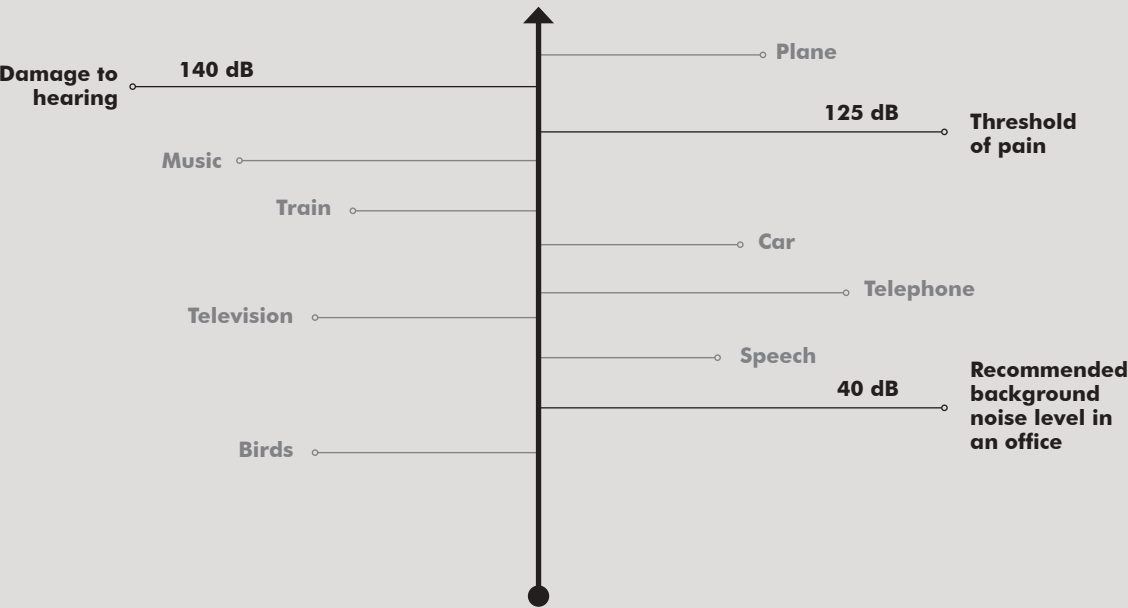 Plane
140 dB
Damage to
hearing
125 dB
Threshold
of pain
Music
Train
Car
Telephone
Television
Speech
40 dB
Recommended
background
noise level in
an office
Birds